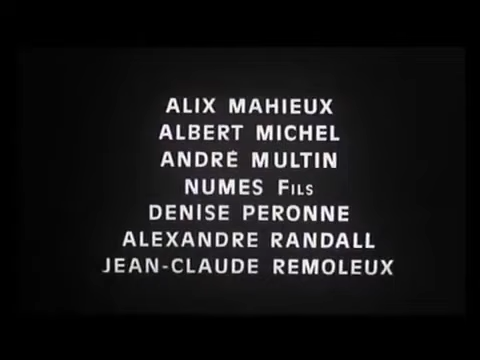 ALIX MAHIEUX
ALBERT MICHEL
ANDRÉ MULTIN
NUMES FILS
DENISE PERONNE
ALEXANDRE RANDALL
JEAN-CLAUDE REMOLEUX